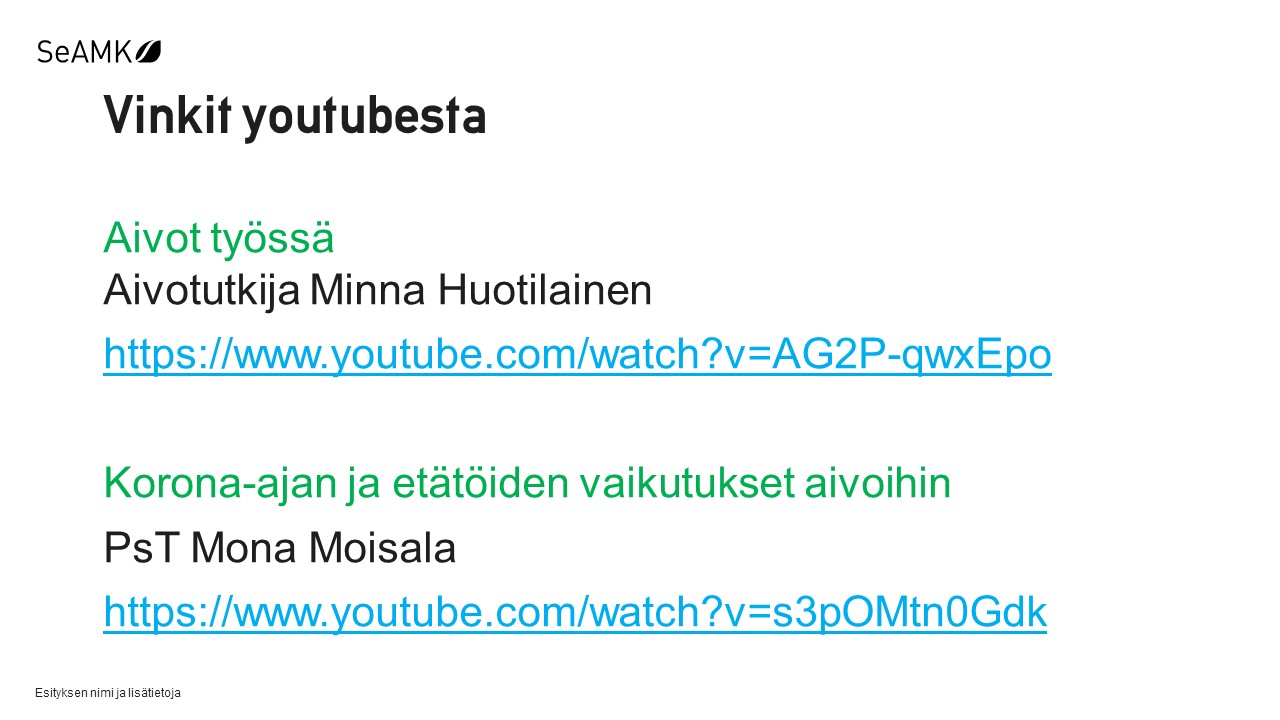 SeAMK
Vinkit youtubesta
Aivot työssä
Aivotutkija Minna Huotilainen
https://www.youtube.com/watch?v=AG2P-qwxEpo
Korona-ajan ja etätöiden vaikutukset aivoihin
PsT Mona Moisala
https://www.youtube.com/watch?v=s3pOMtn0Gdk
Esityksen nimi ja lisätietoja